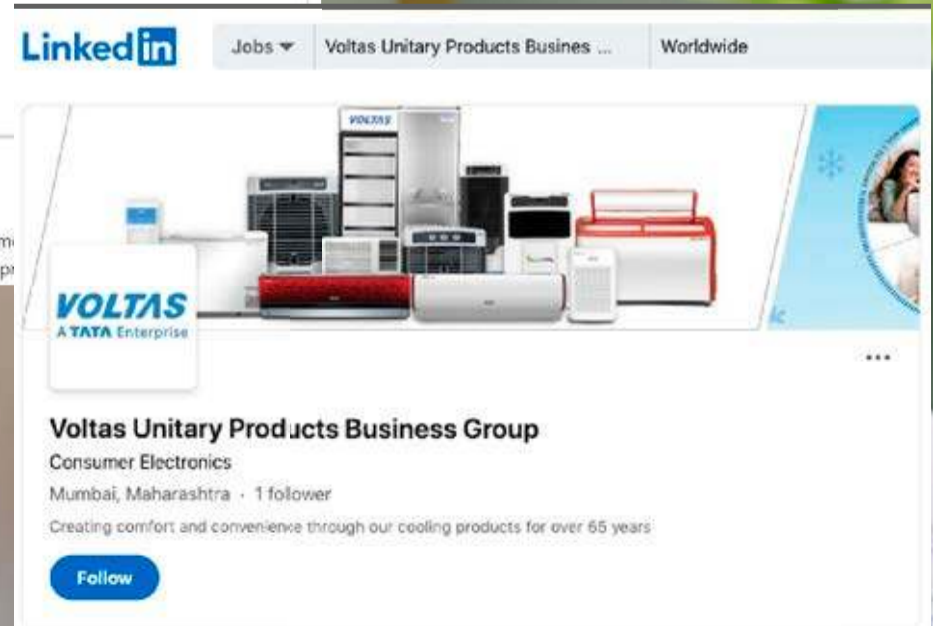 Linkedin
Jobs
Voltas Unitary Products Busines ...
Worldwide
VOLTAS
VOLTAS
A TATA Enterprise
Voltas Unitary Products Business Group
Consumer Electronics
Mumbai, Maharashtra · 1 follower
Creating comfort and convenience through our cooling products for over 65 years
Follow